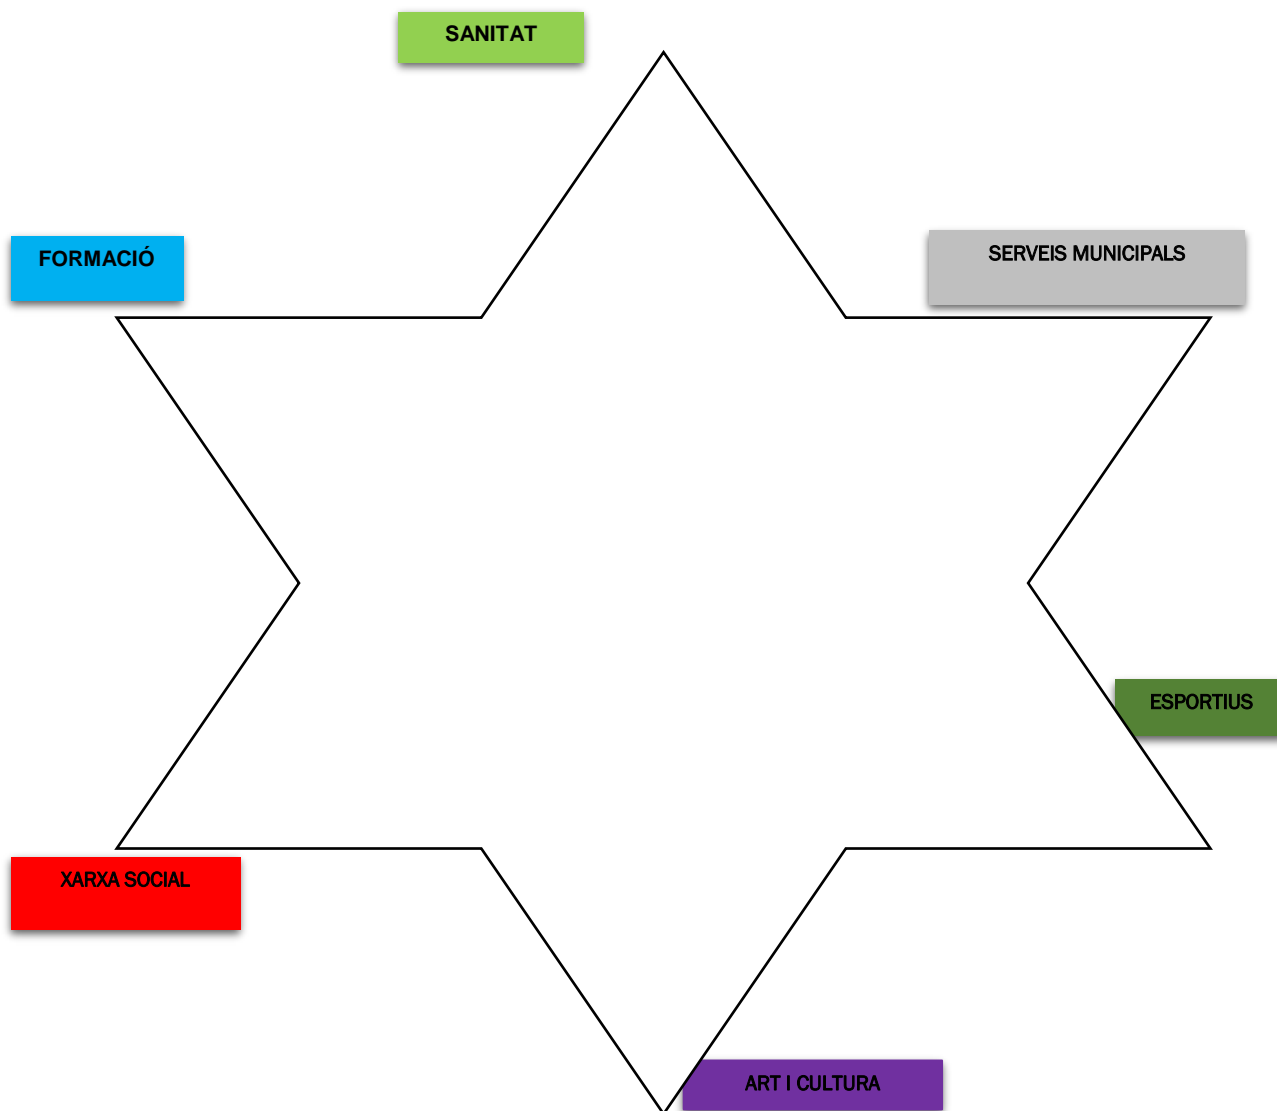 SANITAT
FORMACIÓ
SERVEIS MUNICIPALS
ESPORTIUS
XARXA SOCIAL
ART I CULTURA